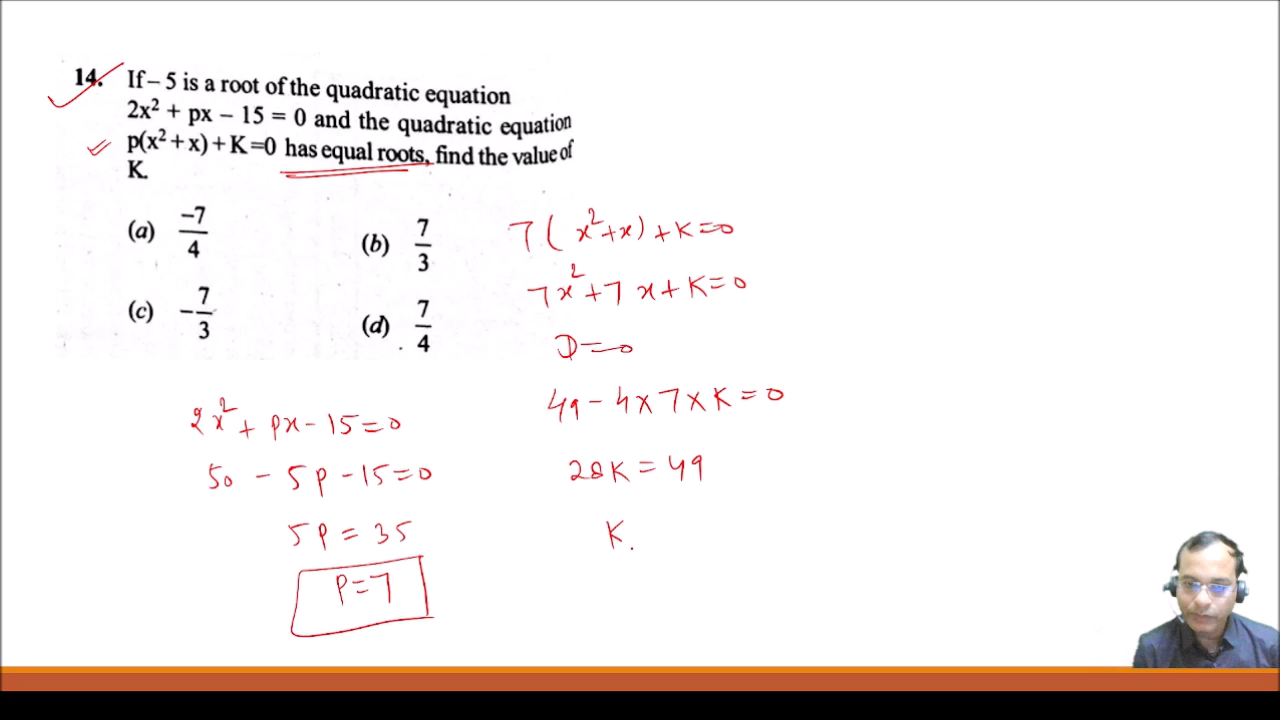 14. If – 5 is a root of the quadratic equation
2x² + px – 15 = 0 and the quadratic equation
p(x² + x) + K=0 has equal roots, find the value of
K.
(a) -7/4 (b) 7/3
(c) -7/3 (d) 7/4
7(x²+x)+K=0
7x²+7x+K=0
D=0
49-4×7×K=0
28K=49
K.
2x²+px-15=0
50-5p-15=0
5p=35
p=7